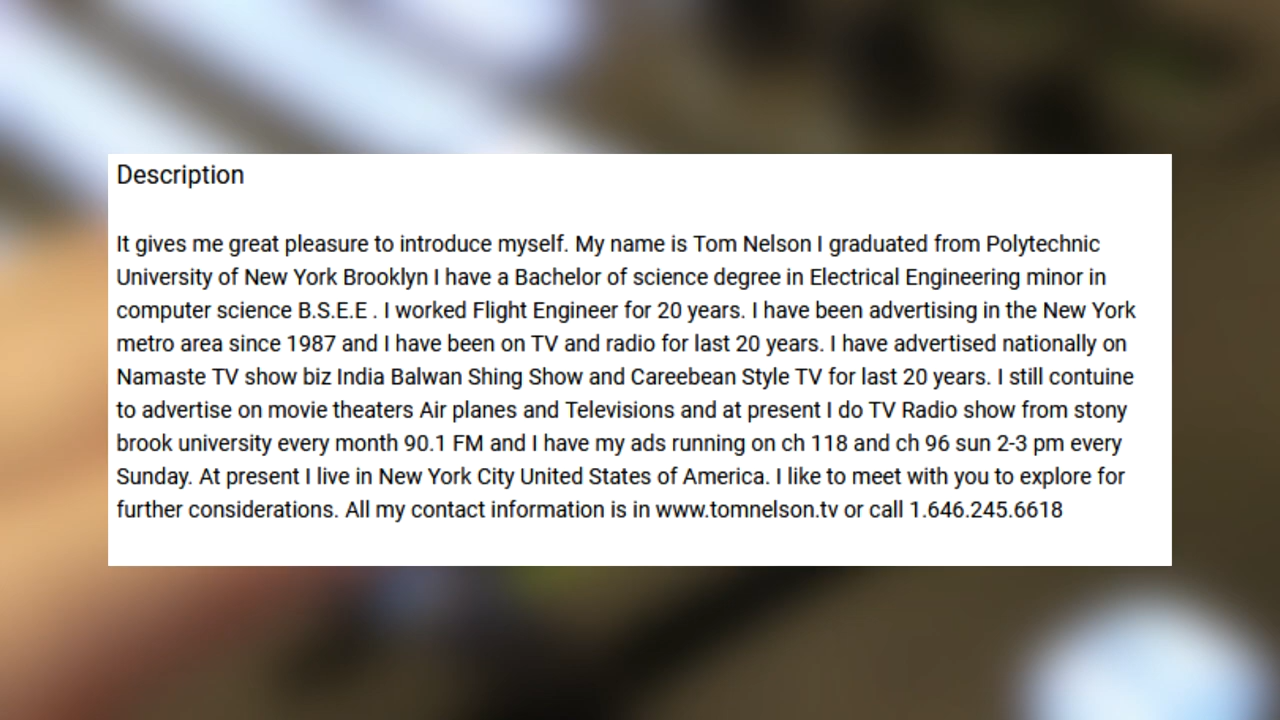 Description
It gives me great pleasure to introduce myself. My name is Tom Nelson I graduated from Polytechnic
University of New York Brooklyn I have a Bachelor of science degree in Electrical Engineering minor in
computer science B.S.E.E . I worked Flight Engineer for 20 years. I have been advertising in the New York
metro area since 1987 and I have been on TV and radio for last 20 years. I have advertised nationally on
Namaste TV show biz India Balwan Shing Show and Careebean Style TV for last 20 years. I still contuine
to advertise on movie theaters Air planes and Televisions and at present I do TV Radio show from stony
brook university every month 90.1 FM and I have my ads running on ch 118 and ch 96 sun 2-3 pm every
Sunday. At present I live in New York City United States of America. I like to meet with you to explore for
further considerations. All my contact information is in www.tomnelson.tv or call 1.646.245.6618